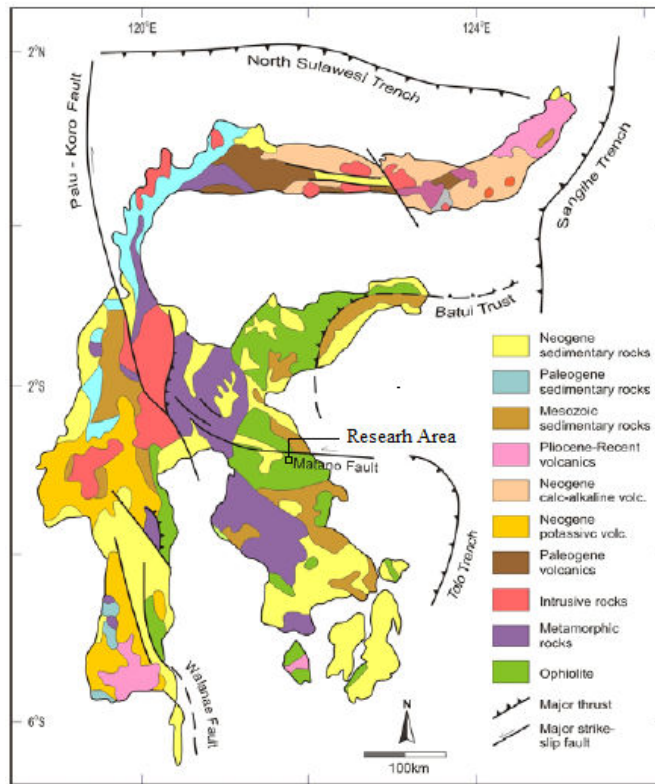 120°E
124°E
2°N
North Sulawesi
Trench
Palu - Koro Fault
Sangihe Trench
Batui Trust
2°S
Researh Area
Matano Fault
Tolo Trench
Walanae Fault
6°S
N
100km
Neogene
sedimentary rocks
Paleogene
sedimentary rocks
Mesozoic
sedimentary rocks
Pliocene-Recent
volcanics
Neogene
calc-alkaline volc.
Neogene
potassivc volc.
Paleogene
volcanics
Intrusive rocks
Metamorphic
rocks
Ophiolite
Major thrust
Major strike-
slip fault